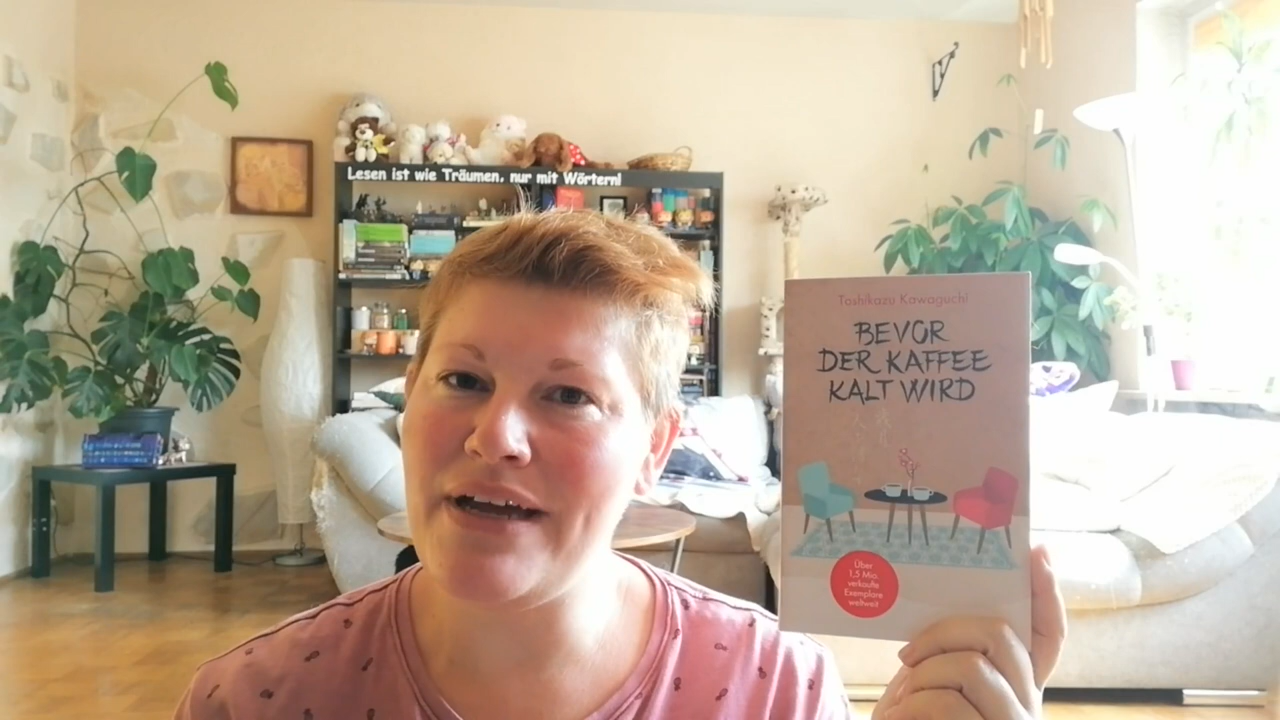 Lesen ist wie Träumen, nur mit Wörtern!
Toshikazu Kawaguchi
BEVOR
DER KAFFEE
KALT WIRD
Über
1,5 Mio.
verkaufte
Exemplare
weltweit